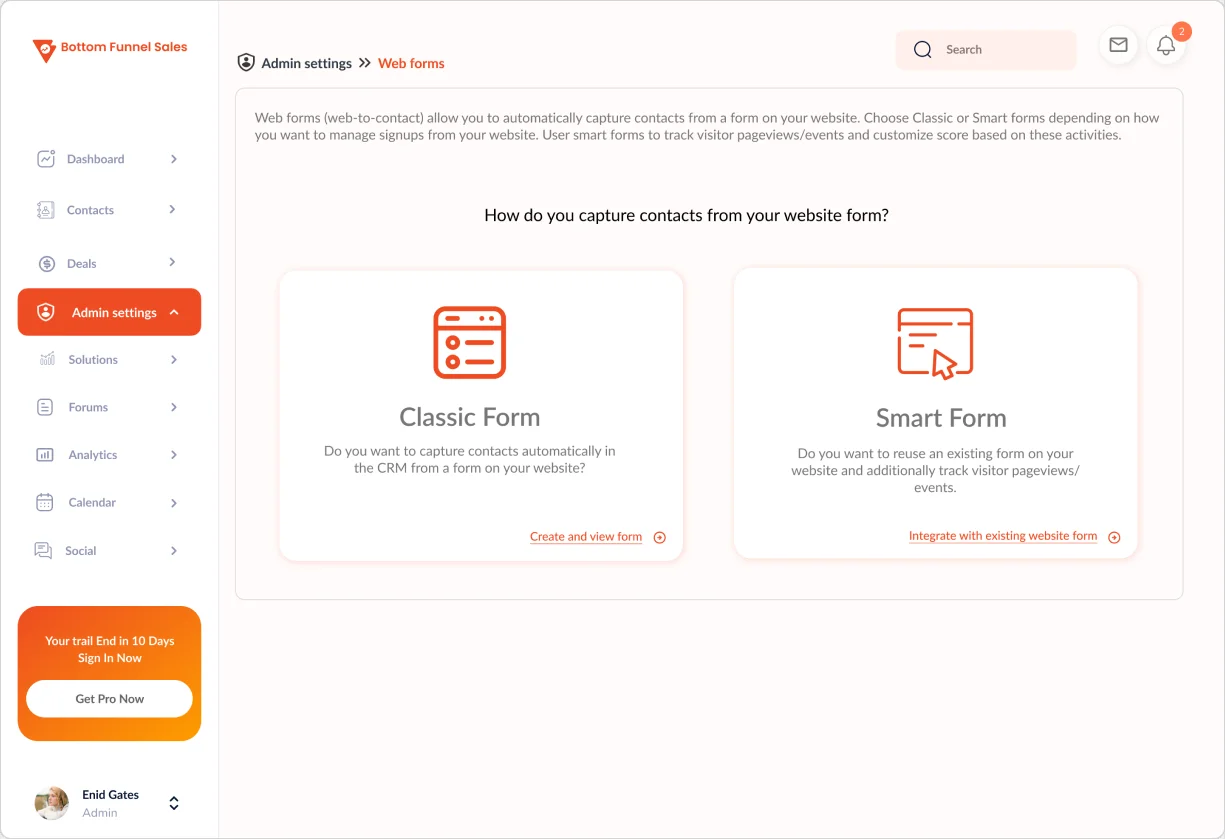 Bottom Funnel Sales
Admin settings >> Web forms
Search
2
Web forms (web-to-contact) allow you to automatically capture contacts from a form on your website. Choose Classic or Smart forms depending on how
you want to manage signups from your website. User smart forms to track visitor pageviews/events and customize score based on these activities.
Dashboard
Contacts
Deals
Admin settings
Solutions
Forums
Analytics
Calendar
Social
How do you capture contacts from your website form?
Classic Form
Do you want to capture contacts automatically in
the CRM from a form on your website?
Create and view form
Smart Form
Do you want to reuse an existing form on your
website and additionally track visitor pageviews/
events.
Integrate with existing website form
Your trail End in 10 Days
Sign In Now
Get Pro Now
Enid Gates
Admin